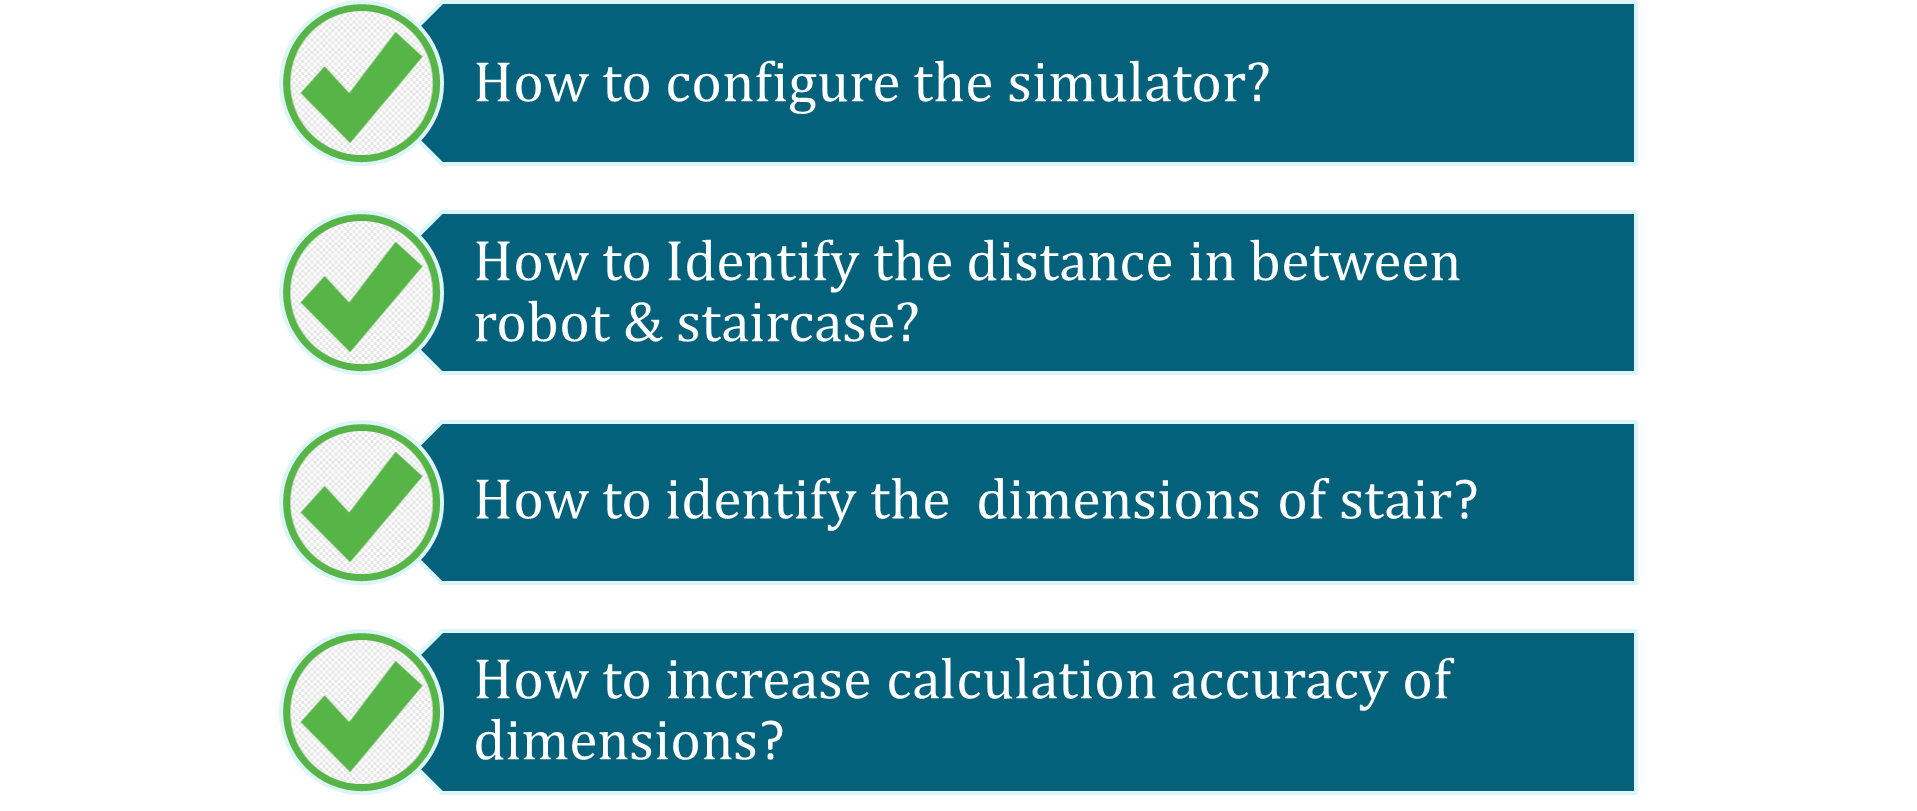 How to configure the simulator?
How to Identify the distance in between
robot & staircase?
How to identify the  dimensions of stair?
How to increase calculation accuracy of
dimensions?